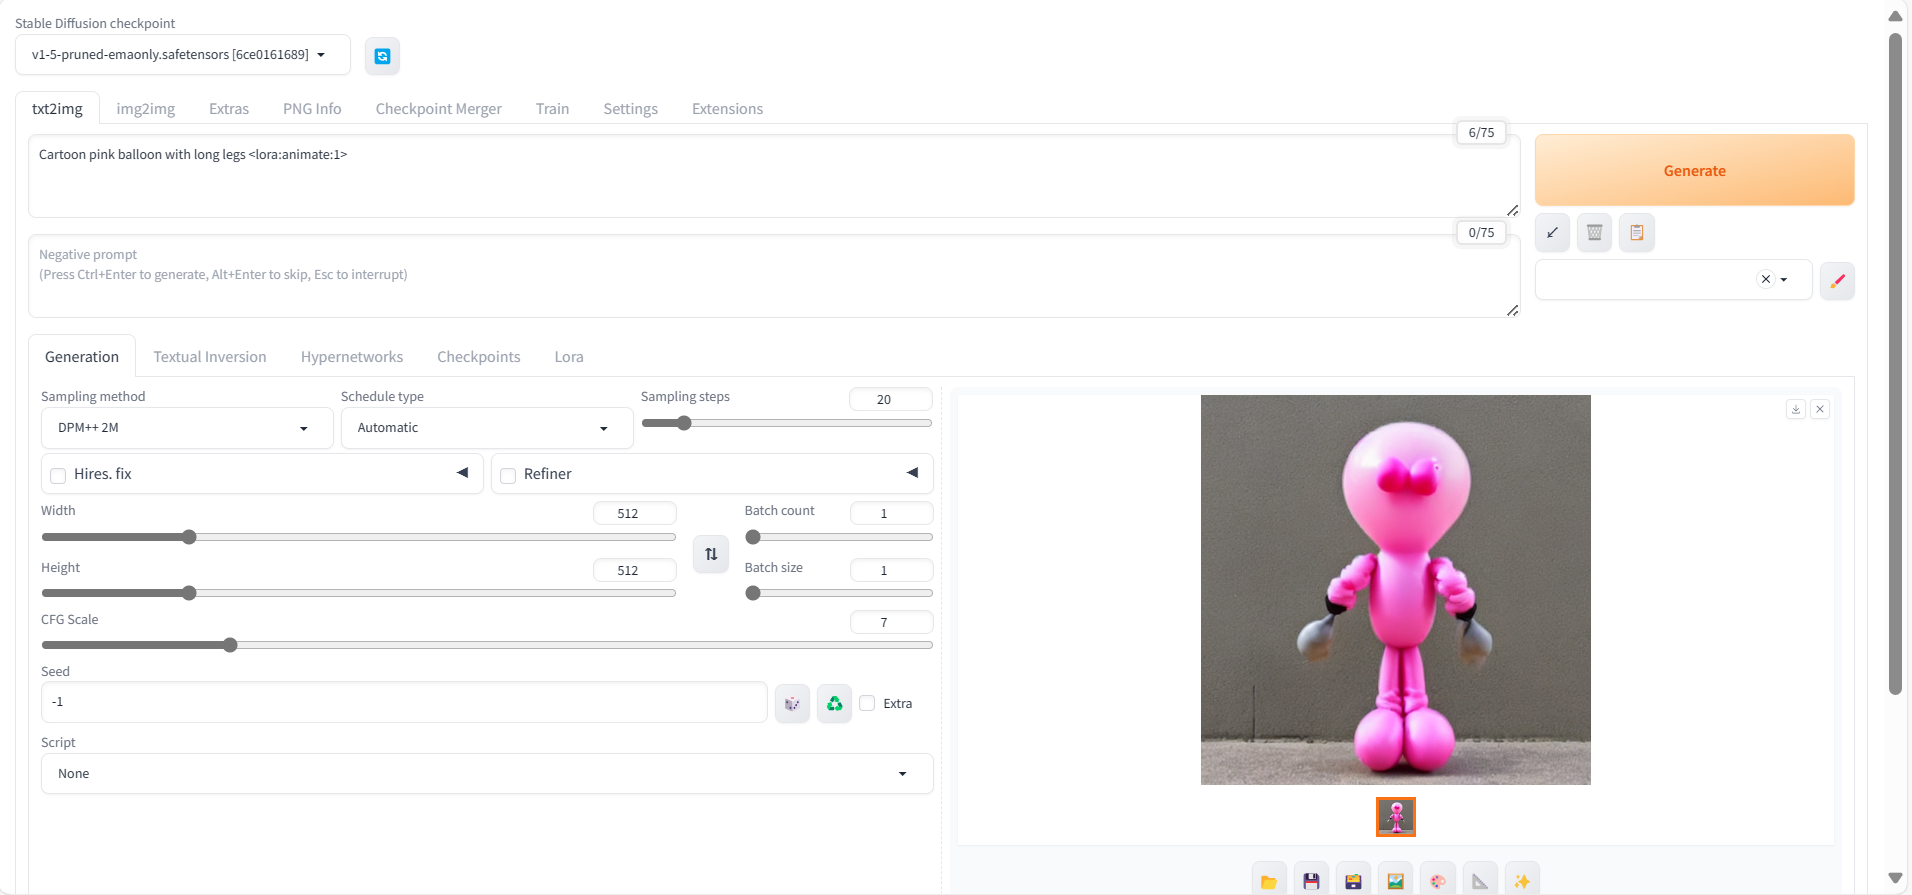 Stable Diffusion checkpoint
v1-5-pruned-emaonly.safetensors [6ce0161689]
txt2img img2img Extras PNG Info Checkpoint Merger Train Settings Extensions
6/75
Cartoon pink balloon with long legs <lora:animate:1>
Generate
0/75
Negative prompt
(Press Ctrl+Enter to generate, Alt+Enter to skip, Esc to interrupt)
Generation Textual Inversion Hypernetworks Checkpoints Lora
Sampling method Schedule type Sampling steps 20
DPM++ 2M Automatic
Hires. fix Refiner
Width 512 Batch count 1
Height 512 Batch size 1
CFG Scale 7
Seed
-1
Extra
Script
None